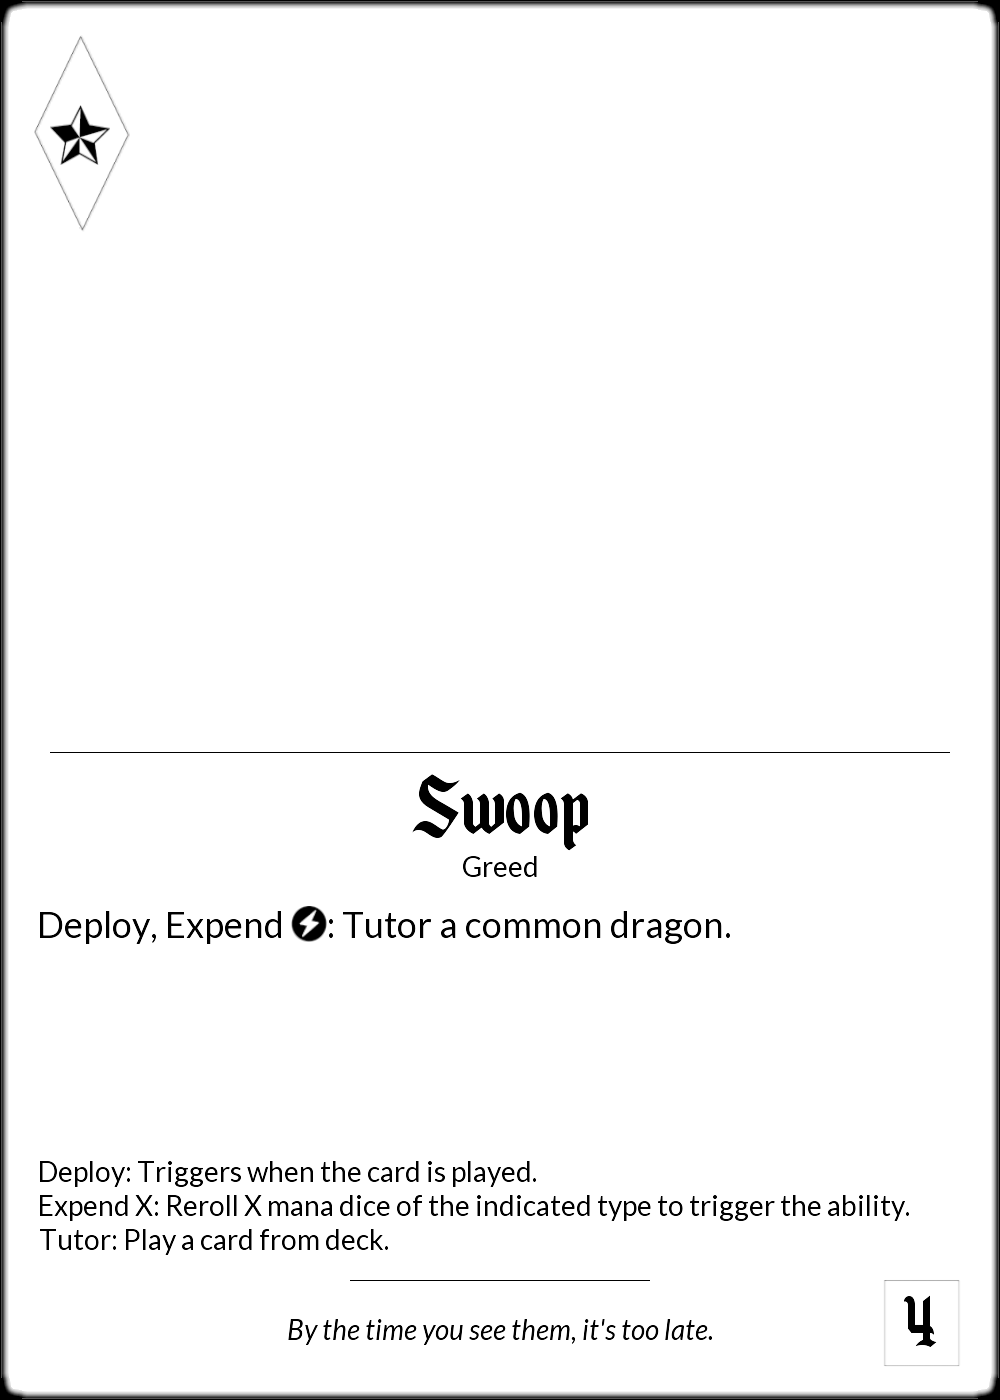 Swoop
Greed
Deploy, Expend : Tutor a common dragon.
Deploy: Triggers when the card is played.
Expend X: Reroll X mana dice of the indicated type to trigger the ability.
Tutor: Play a card from deck.
By the time you see them, it's too late.
4